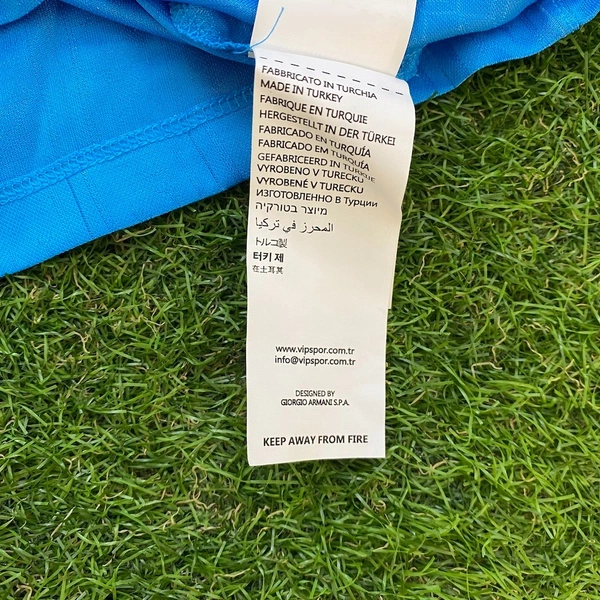 FABBRICATO IN TURCHIA
MADE IN TURKEY
FABRIQUE EN TURQUIE
HERGESTELLT IN DER TÜRKEI
FABRICADO EN TURQUÍA
FABRICADO EM TURQUÍA
GEFABRICEERD IN TURKIJE
VYROBENO V TURECKU
VYROBENÉ V TURECKU
ИЗГОТОВЛЕННО В Турции
מיוצר בטורקיה
المحرز في تركيا
トルコ製
터키 제
在土耳其
www.vipspor.com.tr
info@vipspor.com.tr
DESIGNED BY
GIORGIO ARMANI S.P.A.
KEEP AWAY FROM FIRE